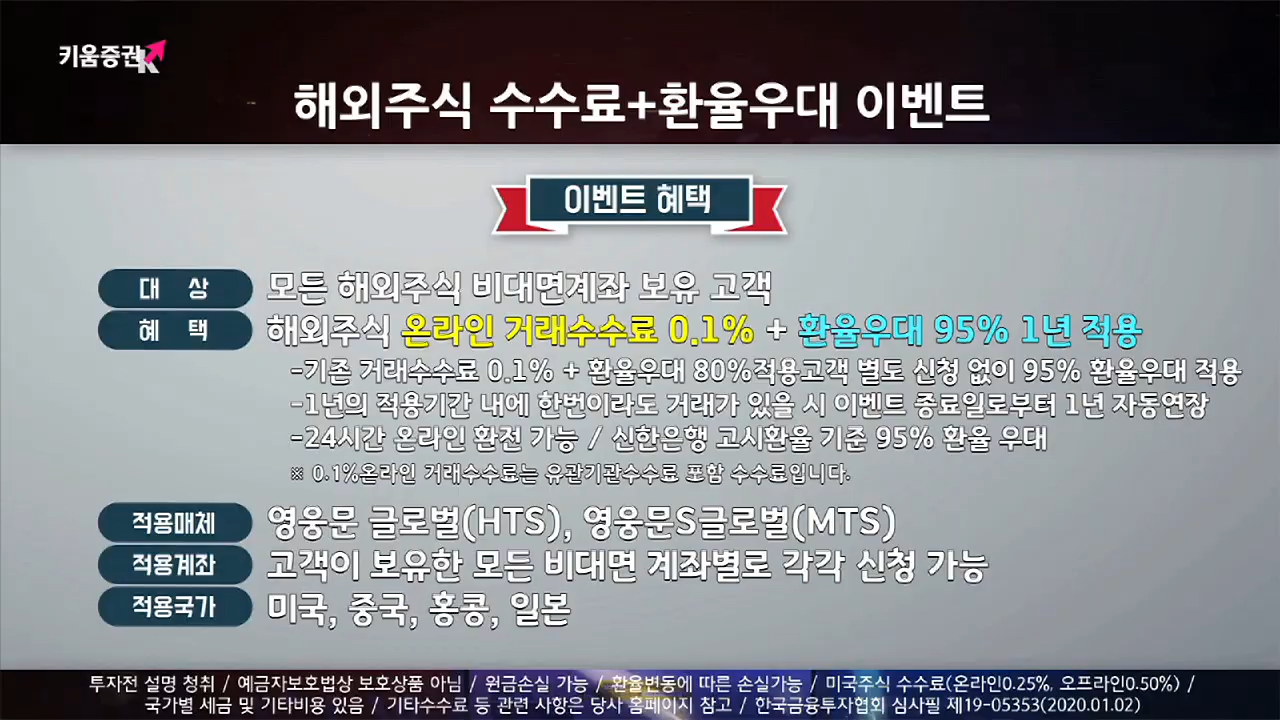 키움증권
해외주식 수수료+환율우대 이벤트
이벤트 혜택
대 상 모든 해외주식 비대면계좌 보유 고객
혜 택 해외주식 온라인 거래수수료 0.1% + 환율우대 95% 1년 적용
-기존 거래수수료 0.1% + 환율우대 80%적용고객 별도 신청 없이 95% 환율우대 적용
-1년의 적용기간 내에 한번이라도 거래가 있을 시 이벤트 종료일로부터 1년 자동연장
-24시간 온라인 환전 가능 / 신한은행 고시환율 기준 95% 환율 우대
※ 0.1%온라인 거래수수료는 유관기관수수료 포함 수수료입니다.
적용매체 영웅문 글로벌(HTS), 영웅문S글로벌(MTS)
적용계좌 고객이 보유한 모든 비대면 계좌별로 각각 신청 가능
적용국가 미국, 중국, 홍콩, 일본
투자전 설명 청취 / 예금자보호법상 보호상품 아님 / 원금손실 가능 / 환율변동에 따른 손실가능 / 미국주식 수수료(온라인0.25%, 오프라인0.50%) /
국가별 세금 및 기타비용 있음 / 기타수수료 등 관련 사항은 당사 홈페이지 참고 / 한국금융투자협회 심사필 제19-05353(2020.01.02)